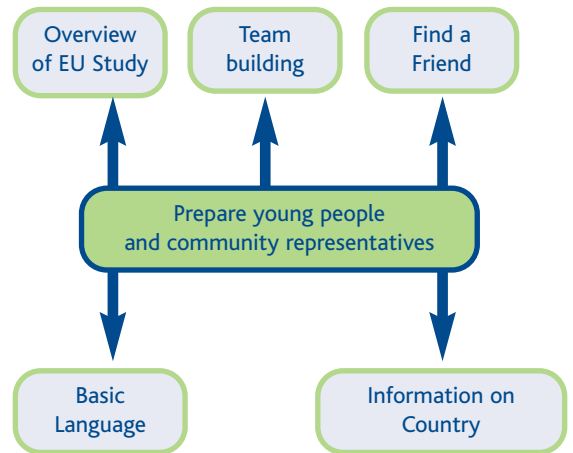 Overview
of EU Study
Team
building
Find a
Friend
Prepare young people
and community representatives
Basic
Language
Information on
Country